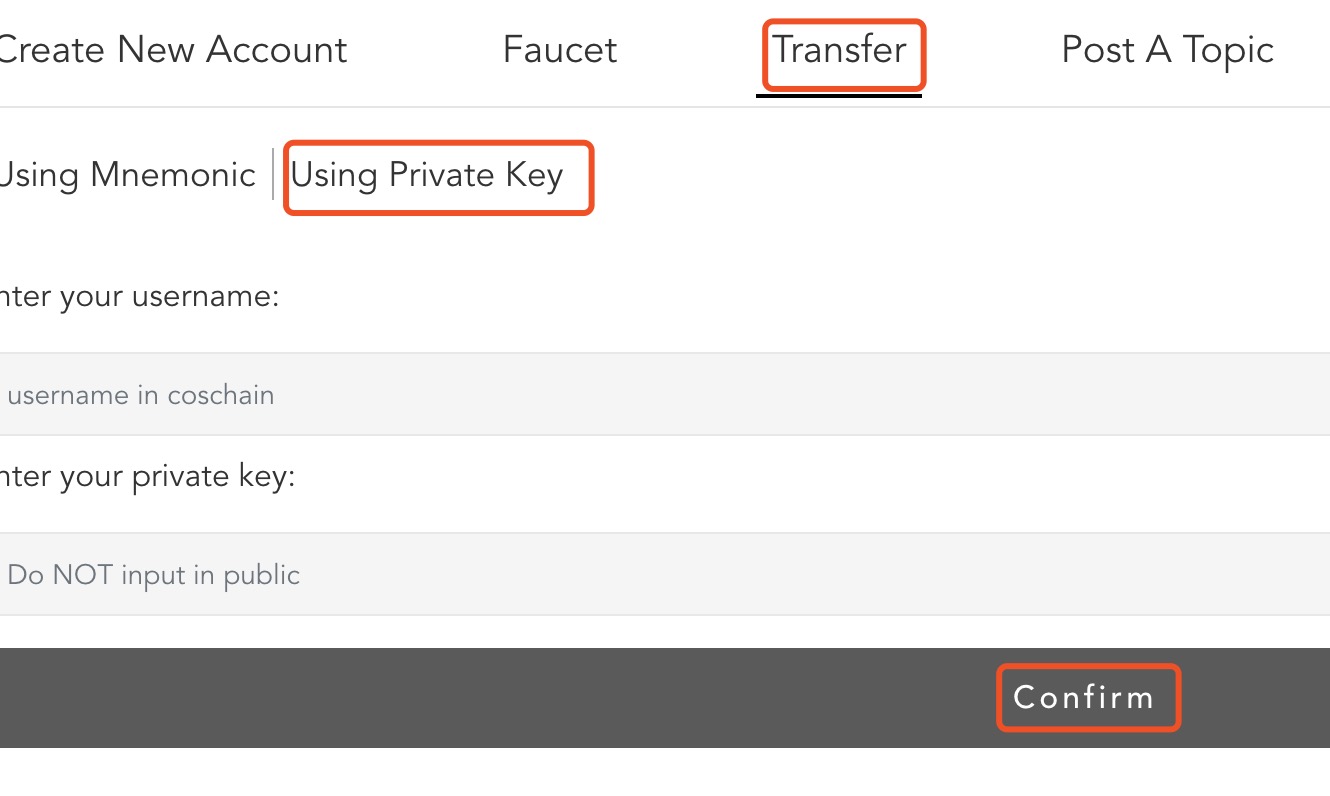 Create New Account Faucet Transfer Post A Topic
Using Mnemonic Using Private Key
nter your username:
username in coschain
nter your private key:
Do NOT input in public
Confirm